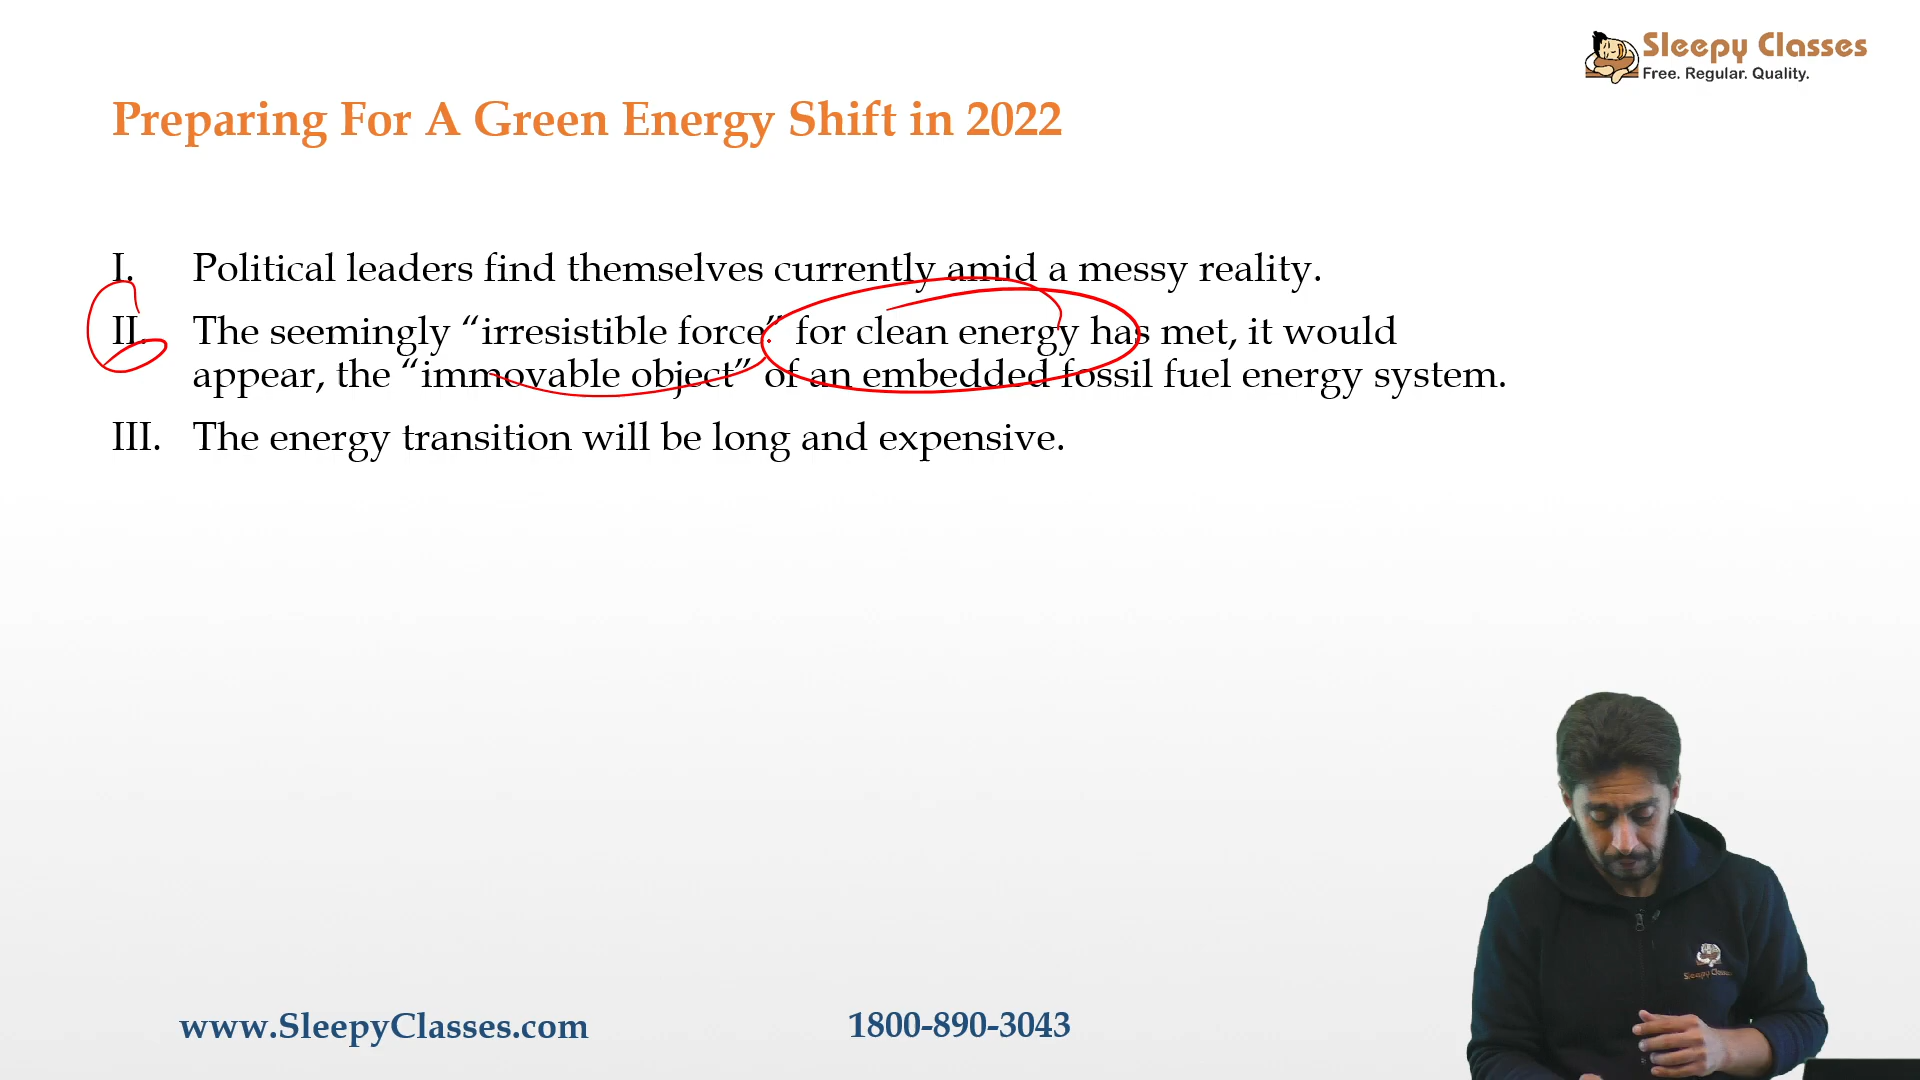 Sleepy Classes
Free. Regular. Quality.
Preparing For A Green Energy Shift in 2022
I. Political leaders find themselves currently amid a messy reality.
II. The seemingly “irresistible force” for clean energy has met, it would
appear, the “immovable object” of an embedded fossil fuel energy system.
III. The energy transition will be long and expensive.
Sleepy Classes
www.SleepyClasses.com
1800-890-3043